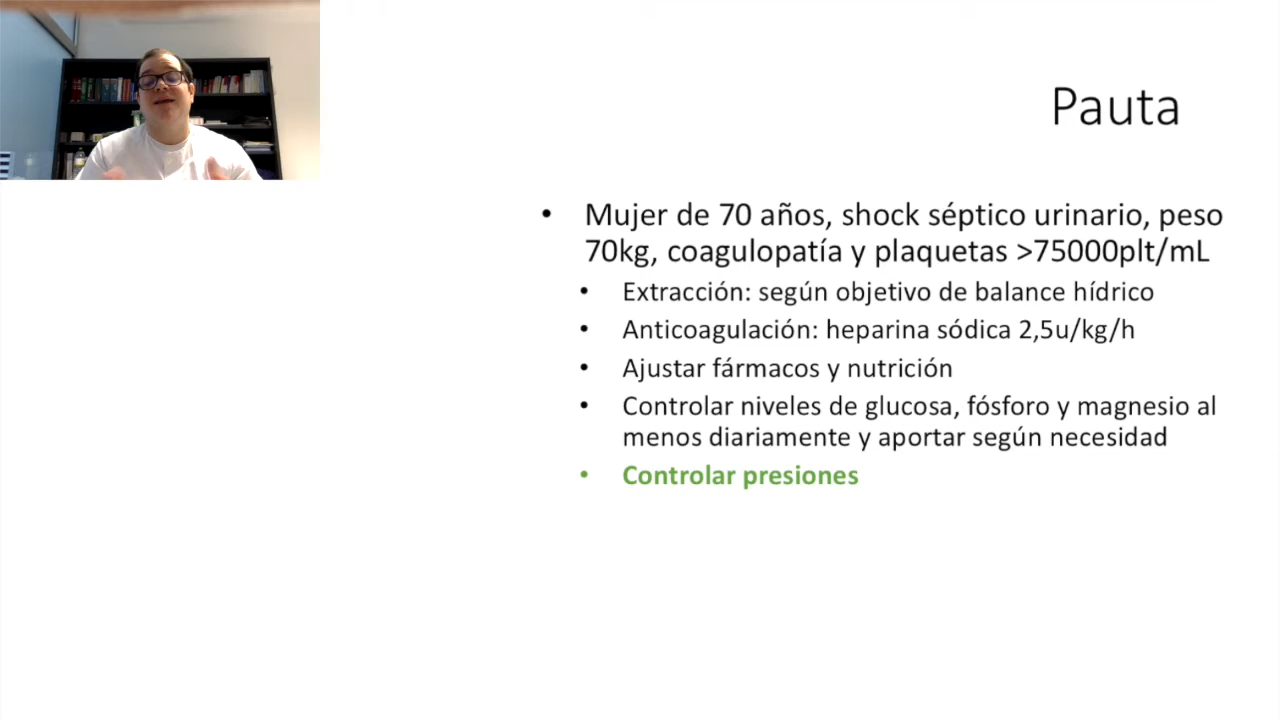 Pauta
• Mujer de 70 años, shock séptico urinario, peso
70kg, coagulopatía y plaquetas >75000plt/mL
• Extracción: según objetivo de balance hídrico
• Anticoagulación: heparina sódica 2,5u/kg/h
• Ajustar fármacos y nutrición
• Controlar niveles de glucosa, fósforo y magnesio al
menos diariamente y aportar según necesidad
• Controlar presiones